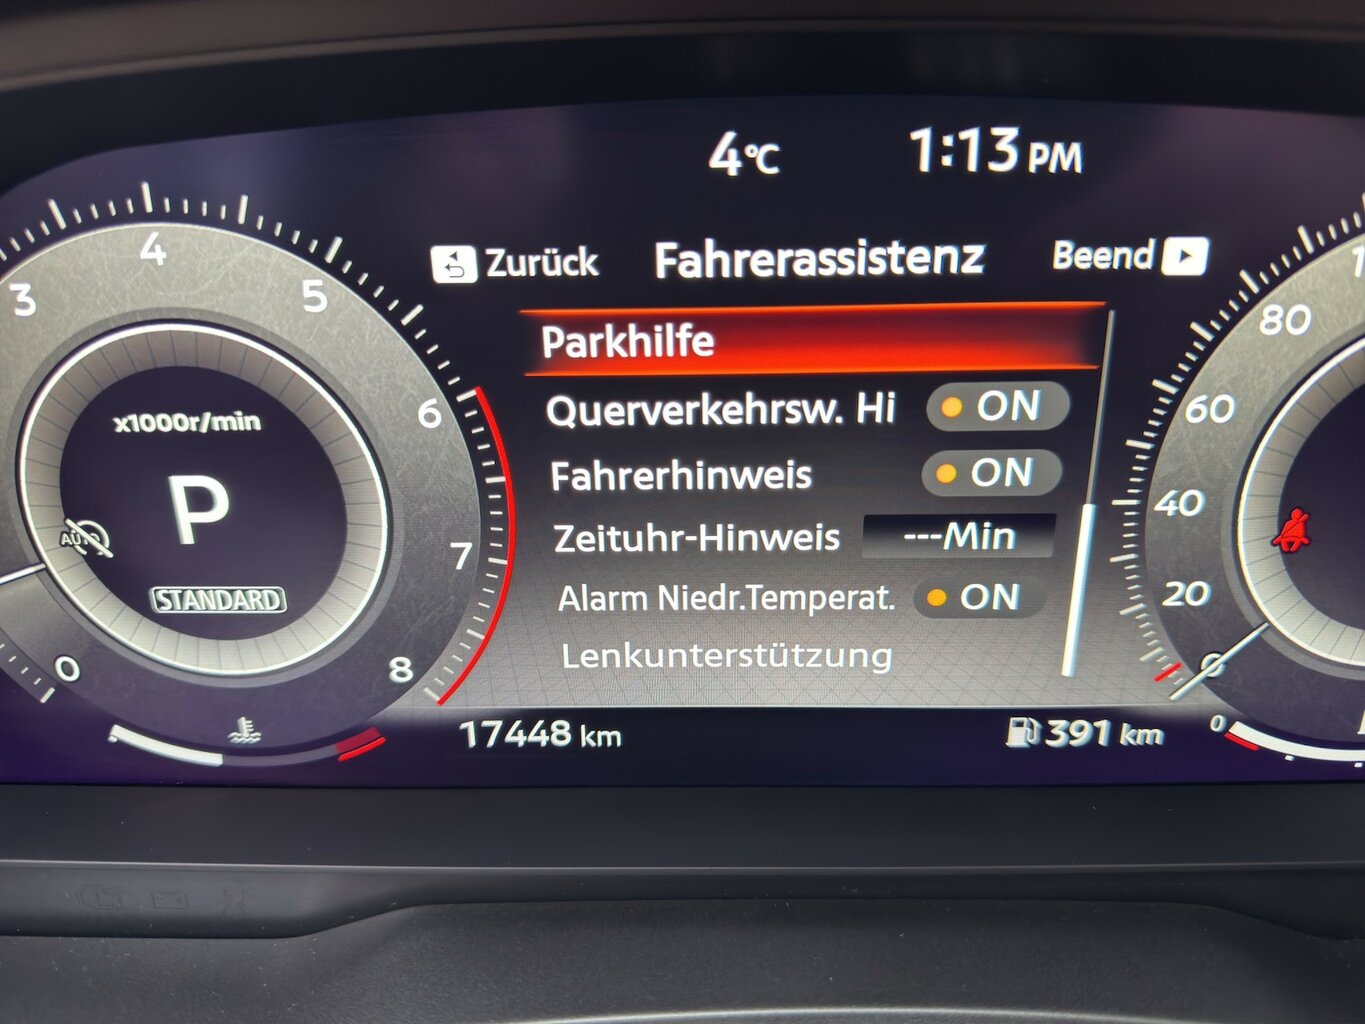 4°C 1:13 PM
Zurück Fahrerassistenz Beend
Parkhilfe
Querverkehrsw. Hi ON
Fahrerhinweis ON
Zeituhr-Hinweis ---Min
Alarm Niedr.Temperat. ON
Lenkunterstützung
17448 km 391 km
3
4
5
6
7
8
0
x1000r/min
P
AUTO
STANDARD
80
60
40
20
0
0